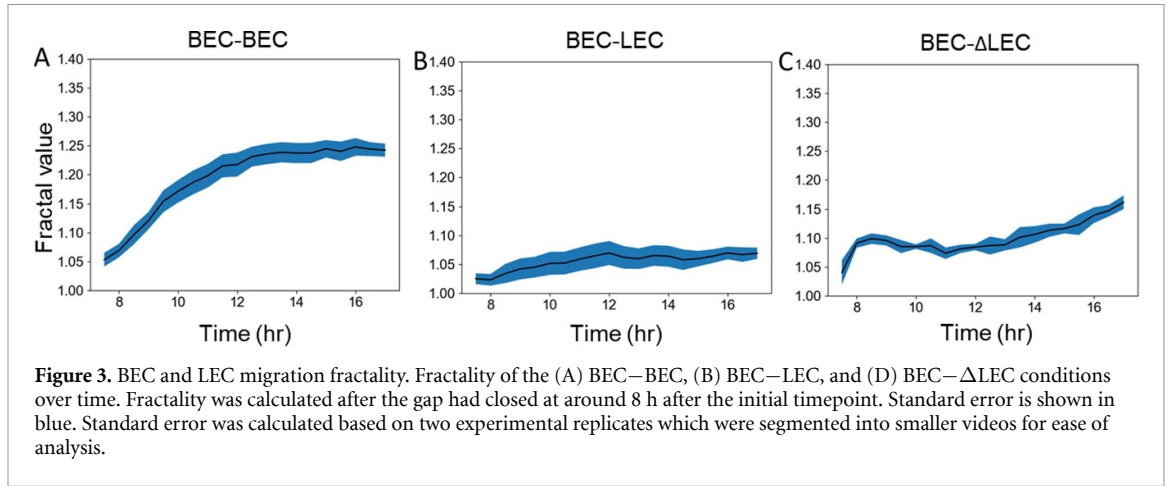 BEC-BEC
BEC-LEC
BEC-ΔLEC
A
B
C
Fractal value
1.40
1.35
1.30
1.25
1.20
1.15
1.10
1.05
1.00
8 10 12 14 16
Time (hr)
1.40
1.35
1.30
1.25
1.20
1.15
1.10
1.05
1.00
8 10 12 14 16
Time (hr)
1.40
1.35
1.30
1.25
1.20
1.15
1.10
1.05
1.00
8 10 12 14 16
Time (hr)
Figure 3. BEC and LEC migration fractality. Fractality of the (A) BEC−BEC, (B) BEC−LEC, and (D) BEC−ΔLEC conditions
over time. Fractality was calculated after the gap had closed at around 8 h after the initial timepoint. Standard error is shown in
blue. Standard error was calculated based on two experimental replicates which were segmented into smaller videos for ease of
analysis.